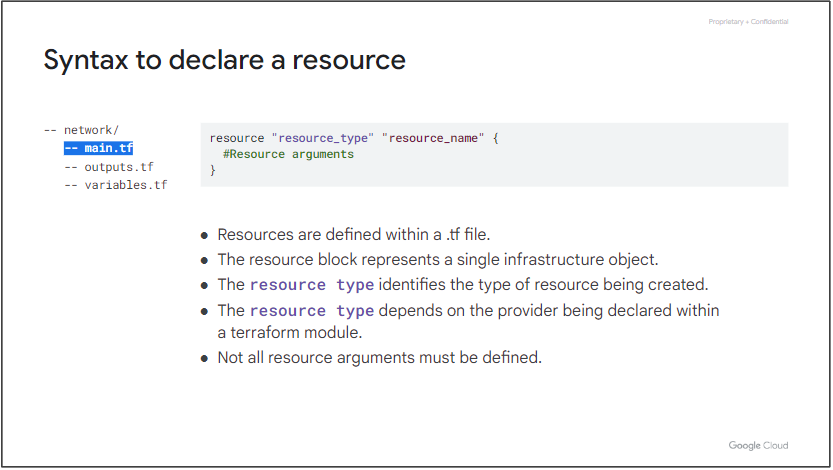 Proprietary + Confidential
Syntax to declare a resource
-- network/
-- main.tf
-- outputs.tf
-- variables.tf
resource "resource_type" "resource_name" {
#Resource arguments
}
● Resources are defined within a .tf file.
● The resource block represents a single infrastructure object.
● The resource type identifies the type of resource being created.
● The resource type depends on the provider being declared within
a terraform module.
● Not all resource arguments must be defined.
Google Cloud